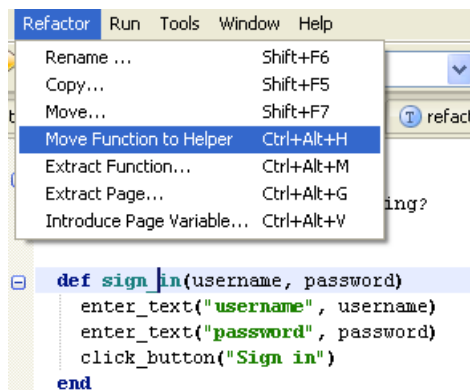 Refactor Run Tools Window Help
Rename ... Shift+F6
Copy... Shift+F5
Move... Shift+F7
Move Function to Helper Ctrl+Alt+H
Extract Function... Ctrl+Alt+M
Extract Page... Ctrl+Alt+G
Introduce Page Variable... Ctrl+Alt+V
T refact
ing?
def sign_in(username, password)
enter_text("username", username)
enter_text("password", password)
click_button("Sign in")
end